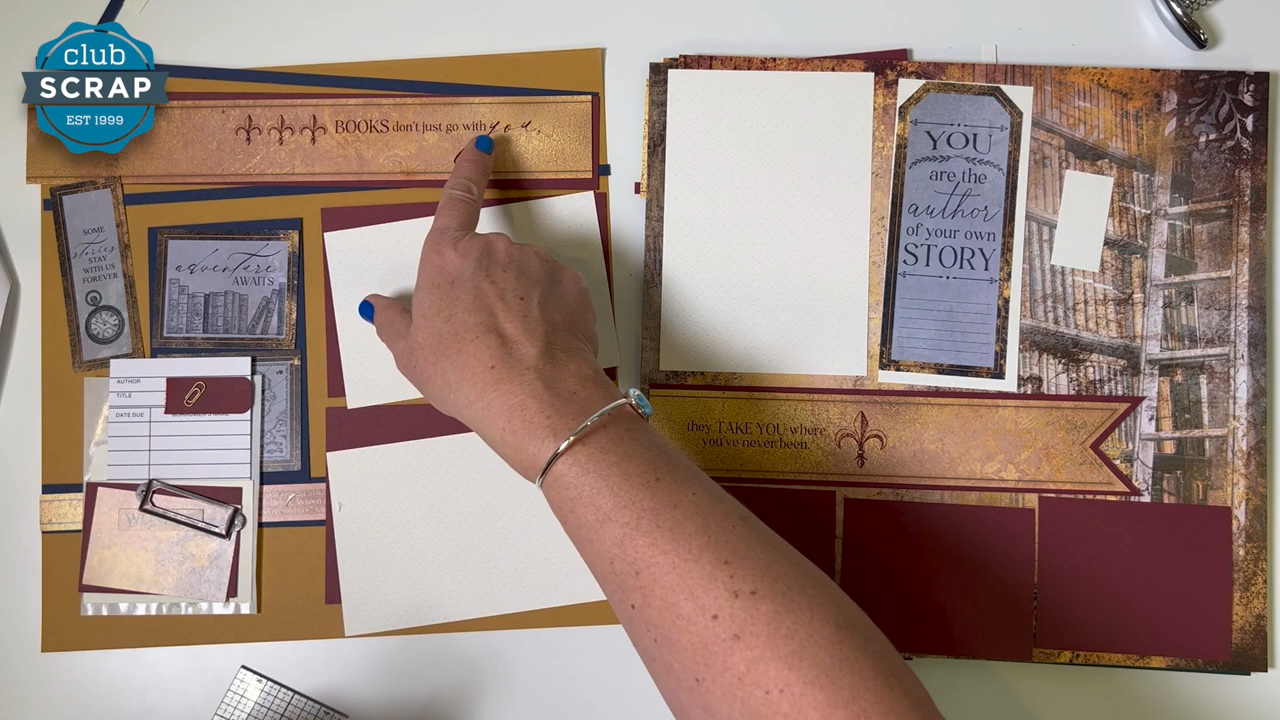 club
SCRAP
EST 1999
BOOKS don't just go with you,
SOME
stories
STAY
WITH US
FOREVER
adventure
AWAITS
AUTHOR
TITLE
DATE DUE
BORROWER'S NAME
YOU
are the
author
of your own
STORY
they TAKE YOU where
you've never been.